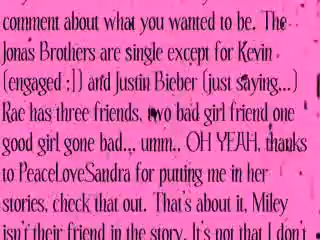 comment about what you wanted to be. The
Jonas Brothers are single except for Kevin
(engaged ;]) and Justin Bieber (just saying...)
Rae has three friends, two bad girl friend one
good girl gone bad... umm.. OH YEAH, thanks
to PeaceLoveSandra for putting me in her
stories, check that out. That's about it, Miley
isn't their friend in the story. It's not that I don't